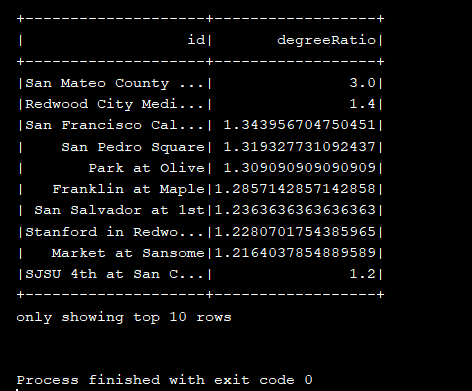 +--------------------+------------------+
|                  id|       degreeRatio|
+--------------------+------------------+
|San Mateo County ...|               3.0|
|Redwood City Medi...|               1.4|
|San Francisco Cal...| 1.343956704750451|
|    San Pedro Square| 1.319327731092437|
|       Park at Olive| 1.309090909090909|
|   Franklin at Maple|1.2857142857142858|
| San Salvador at 1st|1.2363636363636363|
|Stanford in Redwo...|1.2280701754385965|
|   Market at Sansome|1.2164037854889589|
|SJSU 4th at San C...|               1.2|
+--------------------+------------------+
only showing top 10 rows
Process finished with exit code 0